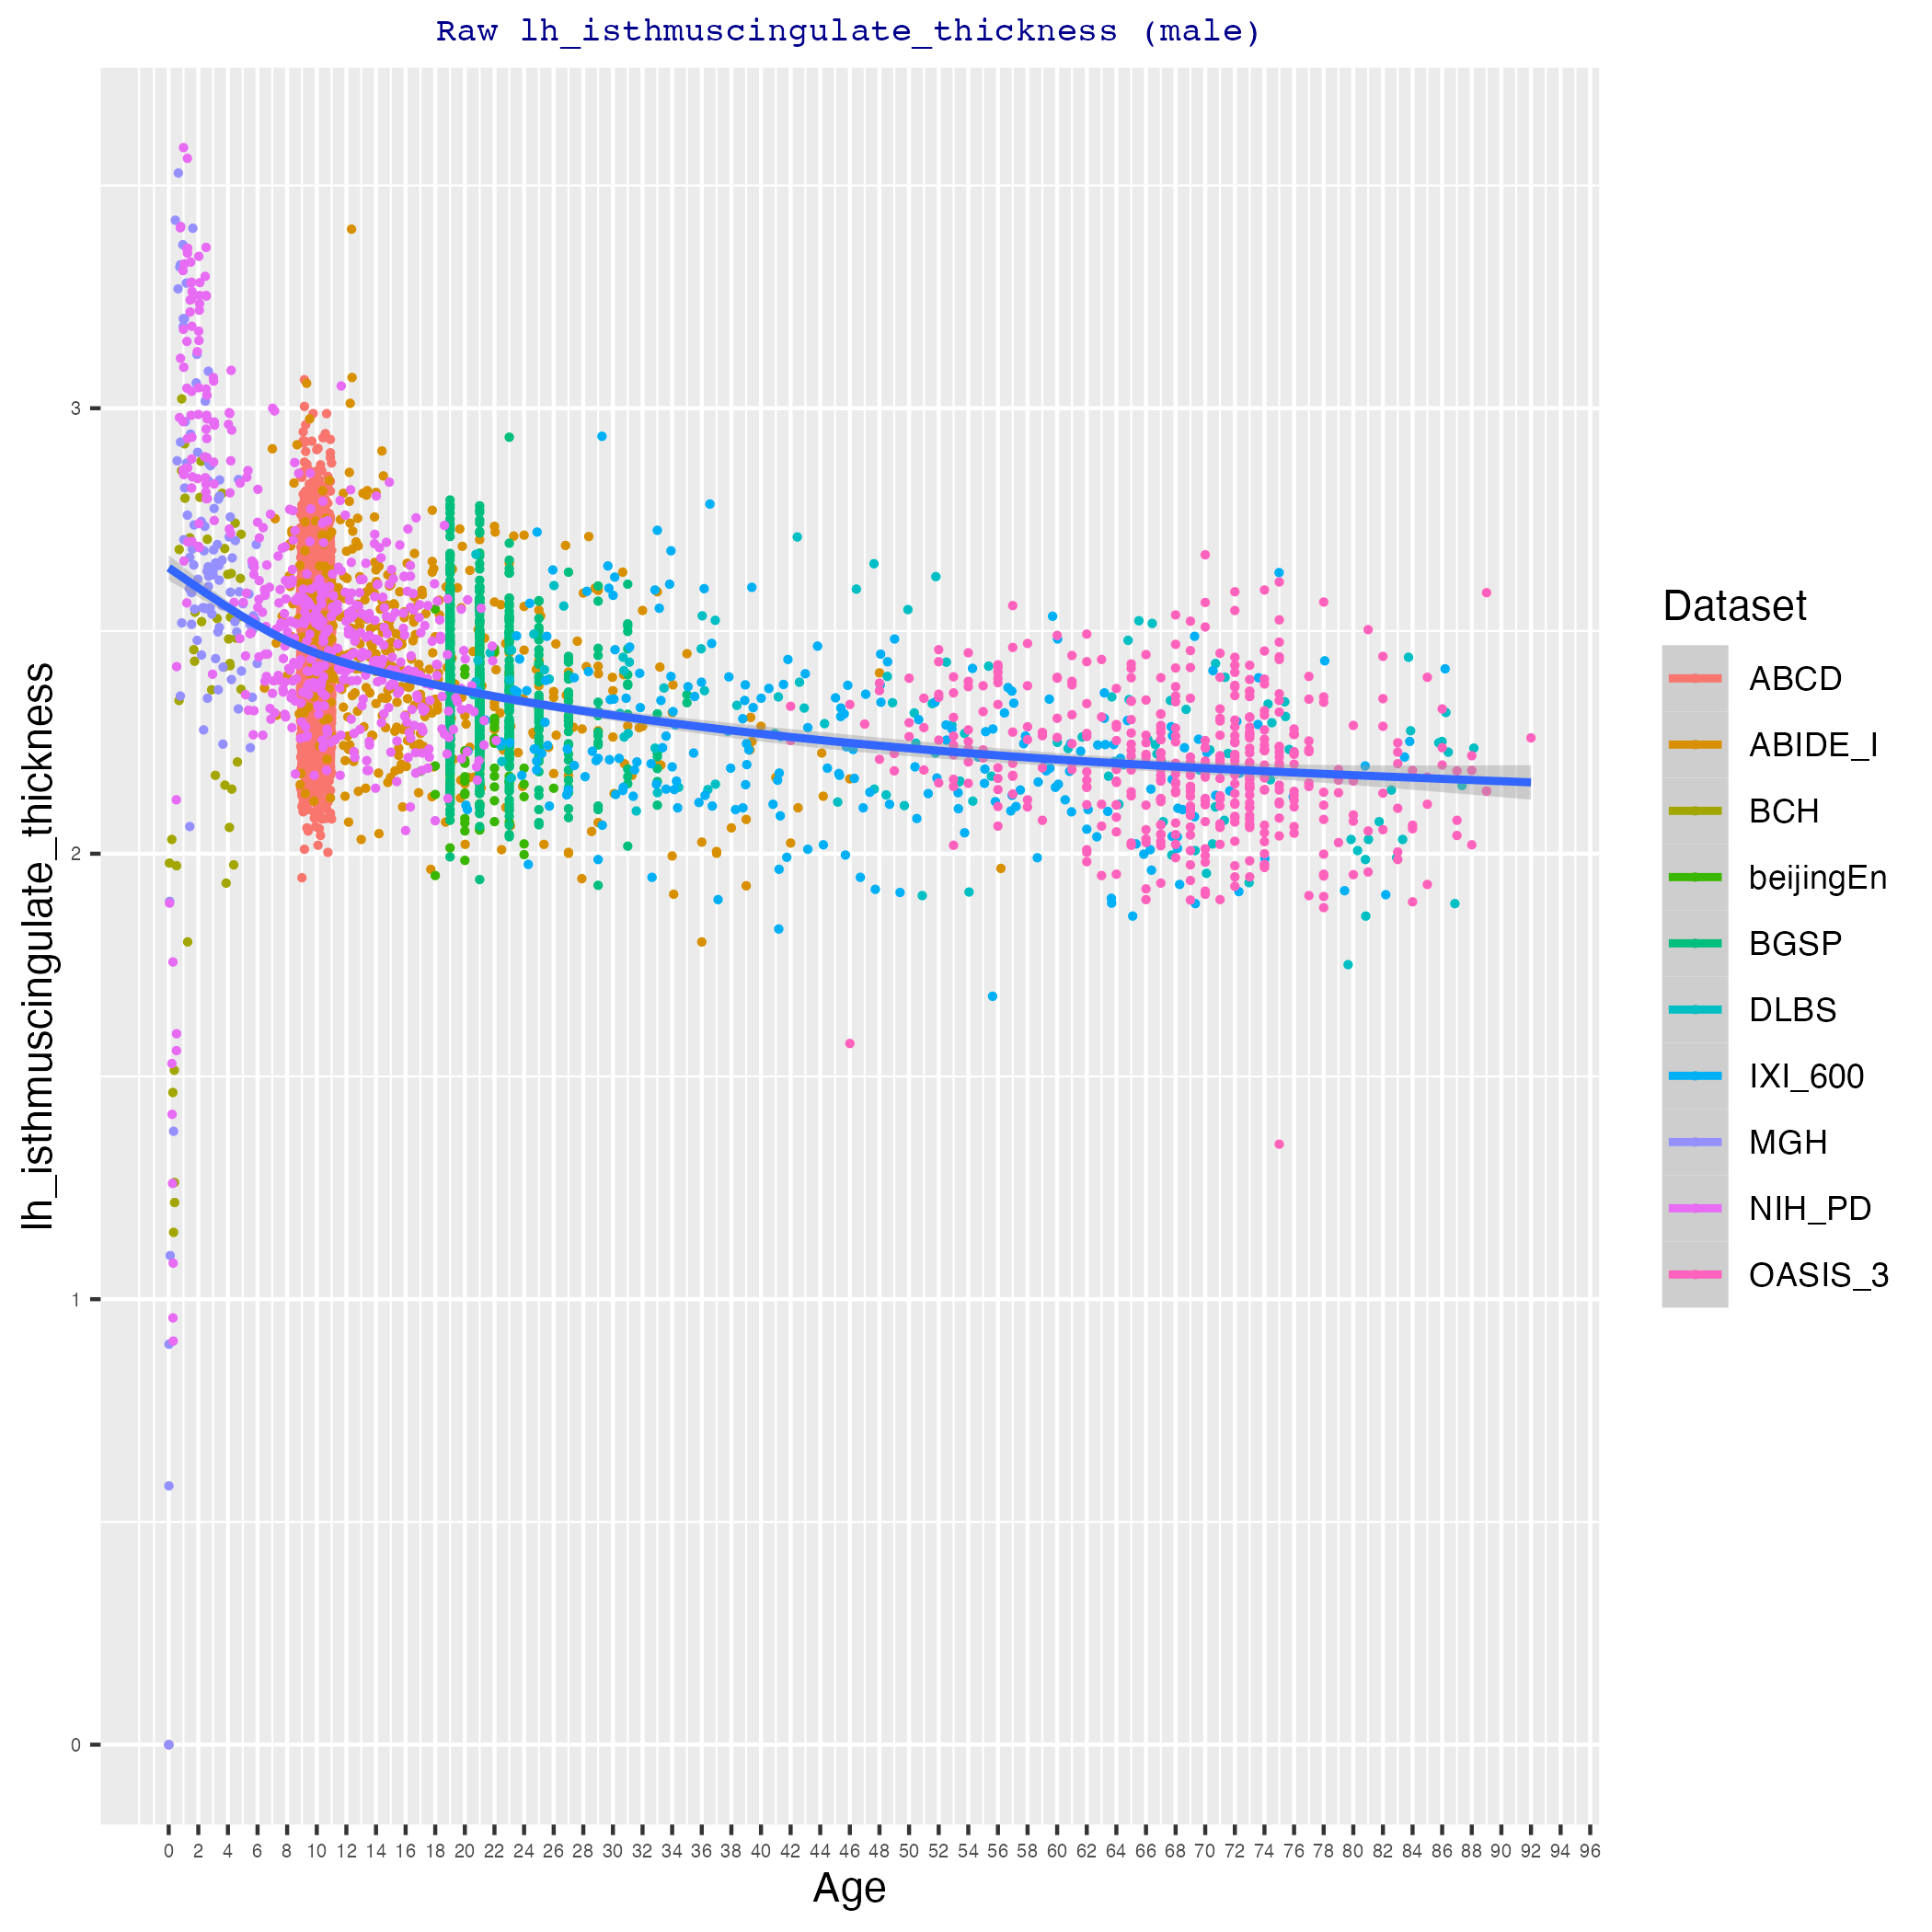 Raw lh_isthmuscingulate_thickness (male)
lh_isthmuscingulate_thickness
3
2
1
0
0 2 4 6 8 10 12 14 16 18 20 22 24 26 28 30 32 34 36 38 40 42 44 46 48 50 52 54 56 58 60 62 64 66 68 70 72 74 76 78 80 82 84 86 88 90 92 94 96
Age
Dataset
ABCD
ABIDE_I
BCH
beijingEn
BGSP
DLBS
IXI_600
MGH
NIH_PD
OASIS_3